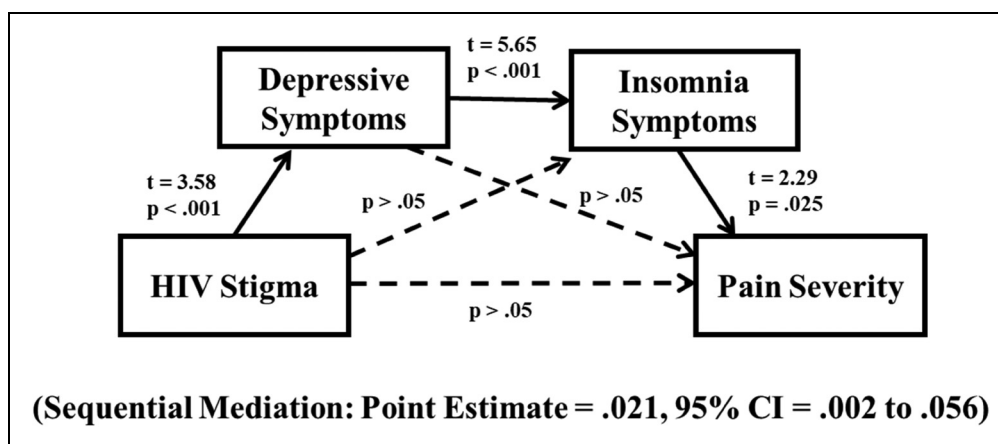 t = 5.65
p < .001
Depressive
Symptoms
Insomnia
Symptoms
t = 3.58
p < .001
p > .05
p > .05
t = 2.29
p = .025
HIV Stigma
Pain Severity
p > .05
(Sequential Mediation: Point Estimate = .021, 95% CI = .002 to .056)